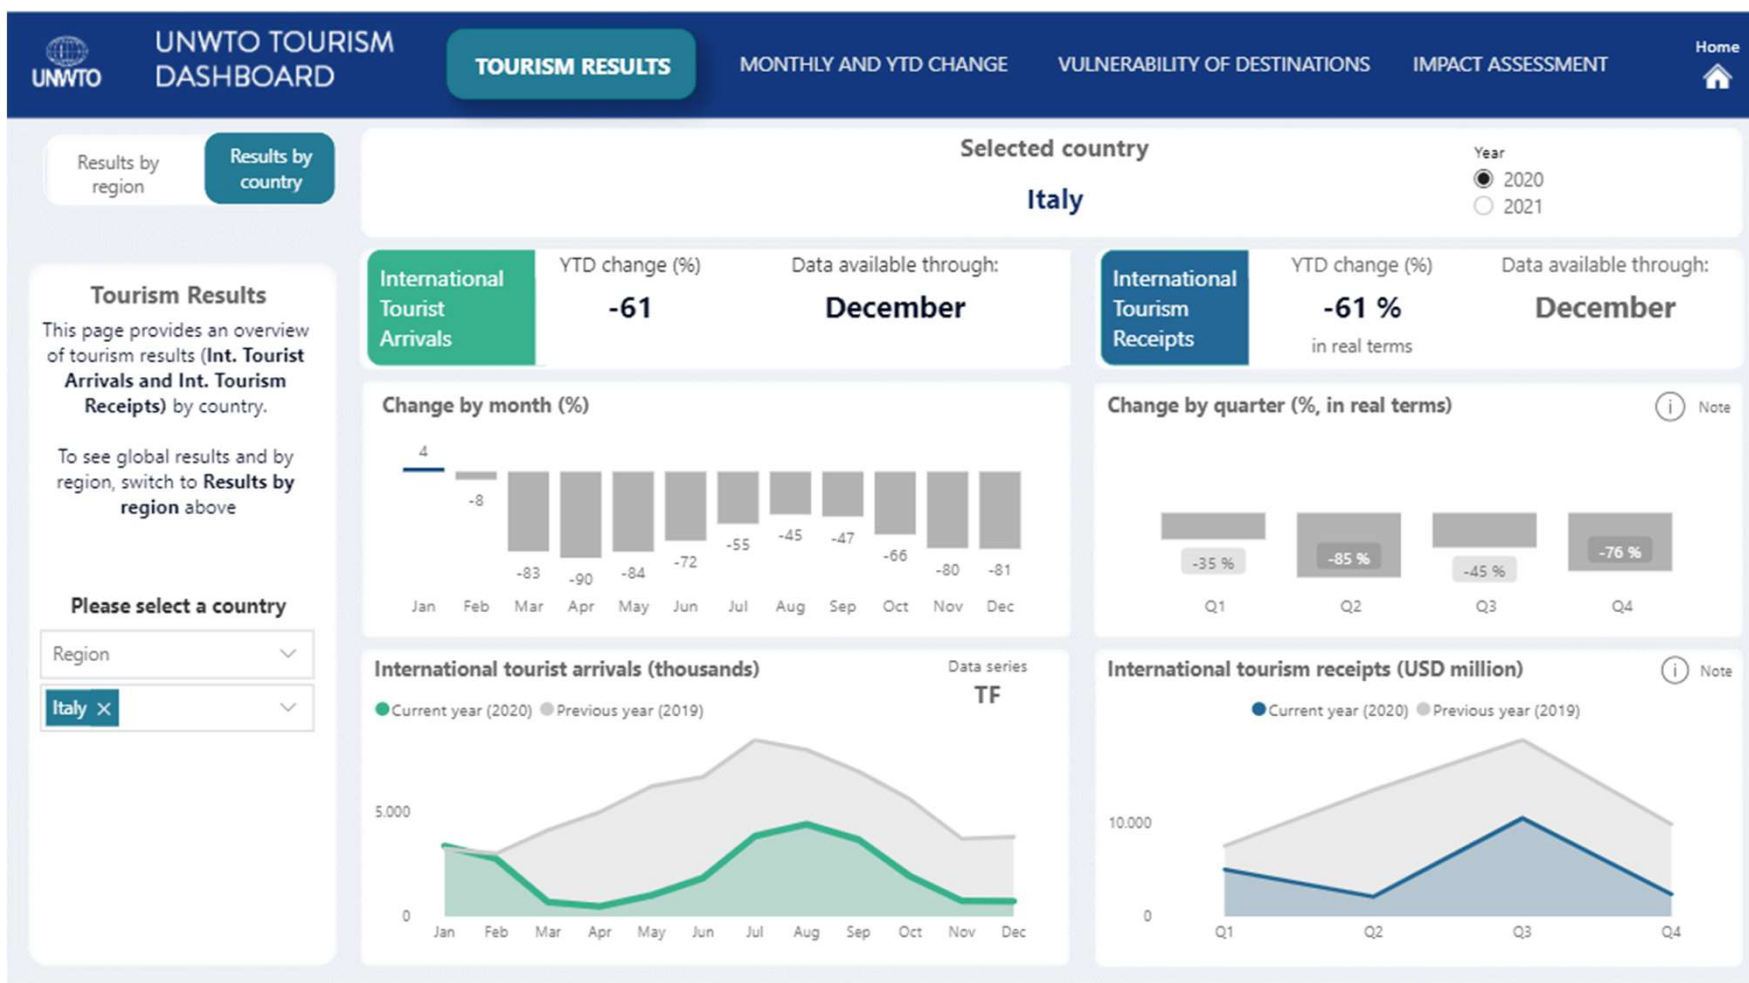 UNWTO
UNWTO TOURISM
DASHBOARD
TOURISM RESULTS
MONTHLY AND YTD CHANGE
VULNERABILITY OF DESTINATIONS
IMPACT ASSESSMENT
Home
Results by
region
Results by
country
Selected country
Italy
Year
2020
2021
Tourism Results
This page provides an overview
of tourism results (Int. Tourist
Arrivals and Int. Tourism
Receipts) by country.
To see global results and by
region, switch to Results by
region above
Please select a country
Region
Italy ×
International
Tourist
Arrivals
YTD change (%)
-61
Data available through:
December
International
Tourism
Receipts
YTD change (%)
-61 %
in real terms
Data available through:
December
Change by month (%)
4
-8
-83
-90
-84
-72
-55
-45
-47
-66
-80
-81
Jan Feb Mar Apr May Jun Jul Aug Sep Oct Nov Dec
Change by quarter (%, in real terms)
i Note
-35 %
-85 %
-45 %
-76 %
Q1 Q2 Q3 Q4
International tourist arrivals (thousands)
Data series
TF
Current year (2020) Previous year (2019)
5.000
0
Jan Feb Mar Apr May Jun Jul Aug Sep Oct Nov Dec
International tourism receipts (USD million)
i Note
Current year (2020) Previous year (2019)
10.000
0
Q1 Q2 Q3 Q4